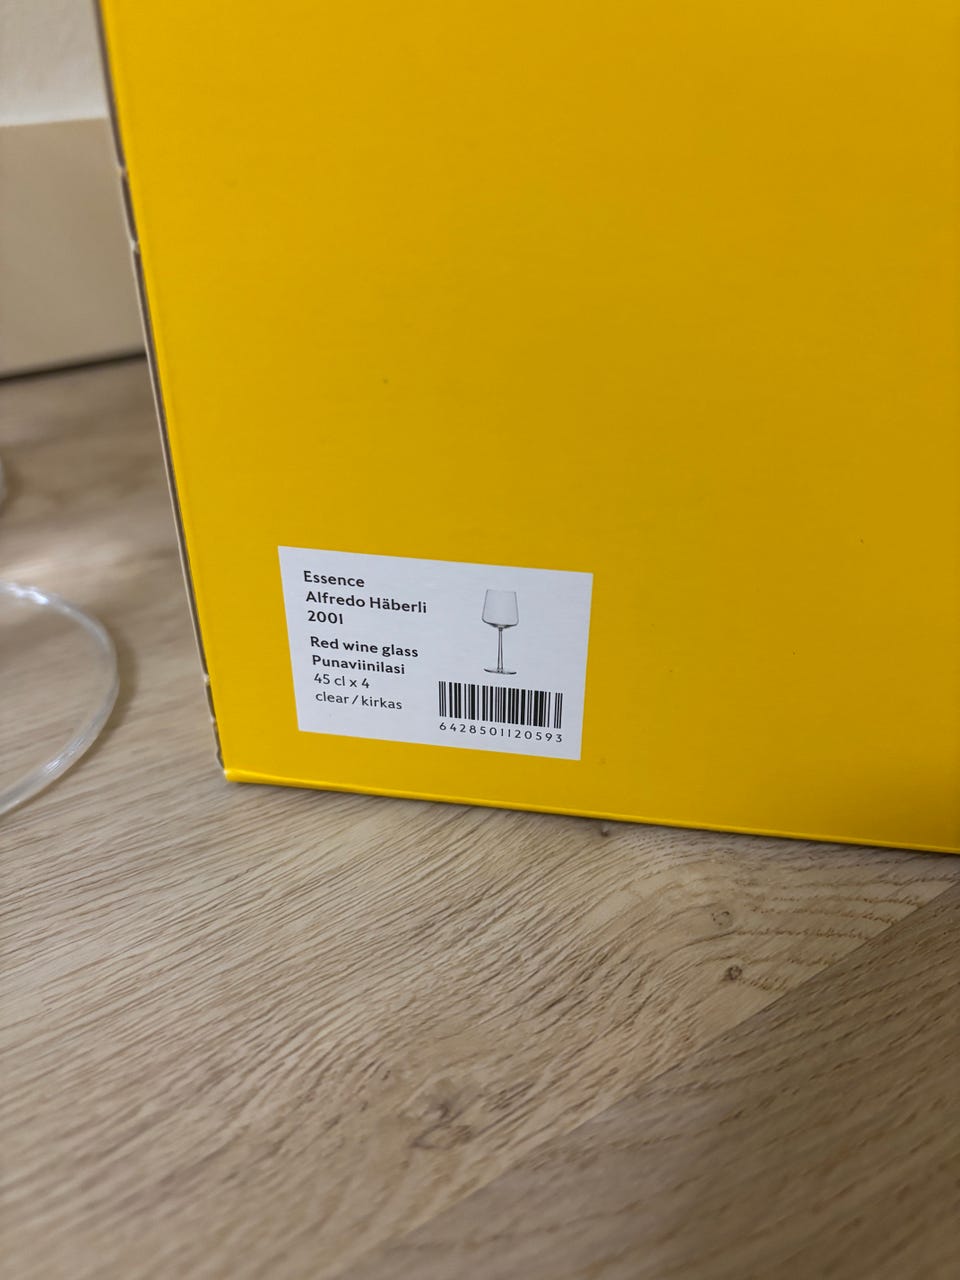 Essence
Alfredo Häberli
2001
Red wine glass
Punaviinilasi
45 cl x 4
clear / kirkas
6428501120593